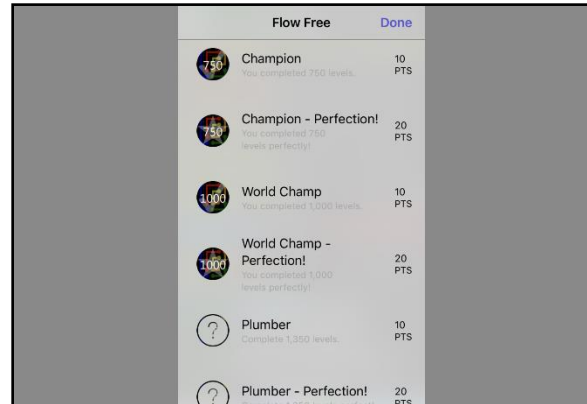 Flow Free Done
750 Champion 10
You completed 750 levels. PTS
Champion - Perfection! 20
750 You completed 750 PTS
levels perfectly!
World Champ 10
1000 You completed 1,000 levels. PTS
World Champ - 20
Perfection! PTS
1000 You completed 1,000
levels perfectly!
? Plumber 10
Complete 1,350 levels. PTS
? Plumber - Perfection! 20
PTS